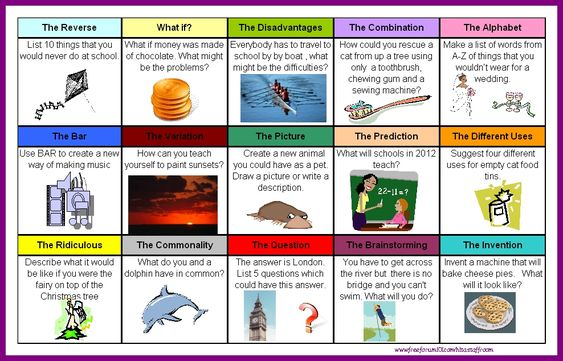 The Reverse
List 10 things that you
would never do at school.
What if?
What if money was made
of chocolate. What might
be the problems?
The Disadvantages
Everybody has to travel to
school by by boat , what
might be the difficulties?
The Combination
How could you rescue a
cat from up a tree using
only a toothbrush,
chewing gum and a
sewing machine?
The Alphabet
Make a list of words from
A-Z of things that you
wouldn't wear for a
wedding.
The Bar
Use BAR to create a new
way of making music
The Variation
How can you teach
yourself to paint sunsets?
The Picture
Create a new animal
you could have as a pet.
Draw a picture or write a
description.
The Prediction
What will schools in 2012
teach?
22-11=?
The Different Uses
Suggest four different
uses for empty cat food
tins.
The Ridiculous
Describe what it would
be like if you were the
fairy on top of the
Christmas tree
The Commonality
What do you and a
dolphin have in common?
The Question
The answer is London.
List 5 questions which
could have this answer.
?
The Brainstorming
You have to get across
the river but there is no
bridge and you can't
swim. What will you do?
The Invention
Invent a machine that will
bake cheese pies. What
will it look like?